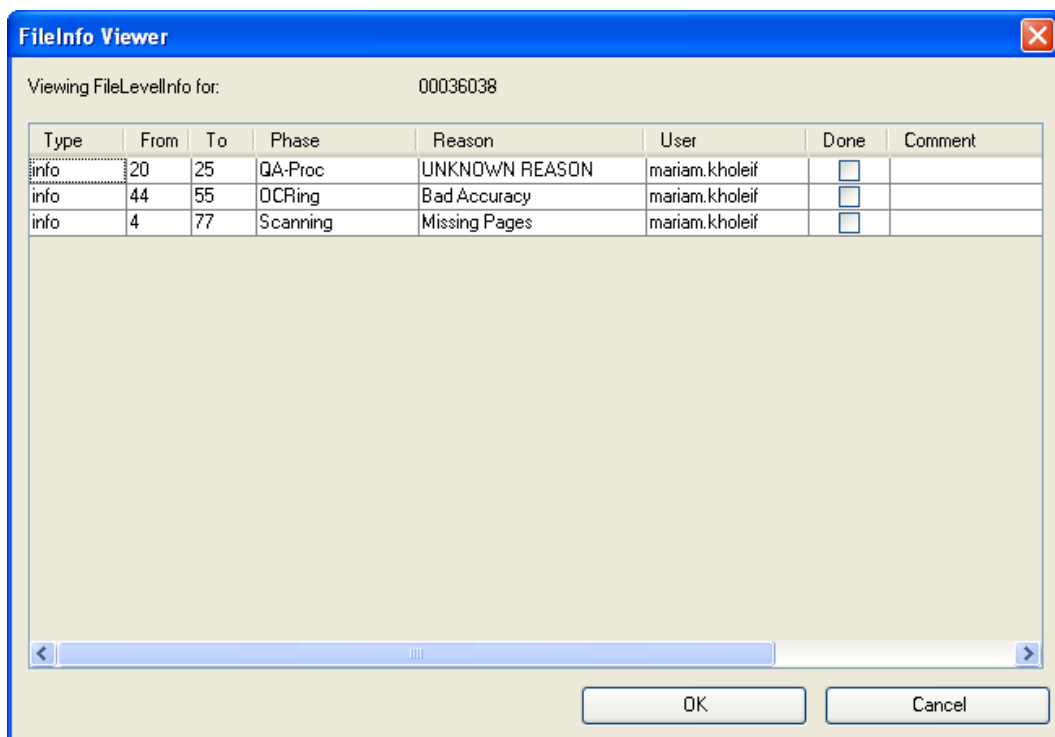 FileInfo Viewer
Viewing FileLevelInfo for: 00036038
Type From To Phase Reason User Done Comment
info 20 25 QA-Proc UNKNOWN REASON mariam.kholeif
info 44 55 OCRing Bad Accuracy mariam.kholeif
info 4 77 Scanning Missing Pages mariam.kholeif
OK Cancel